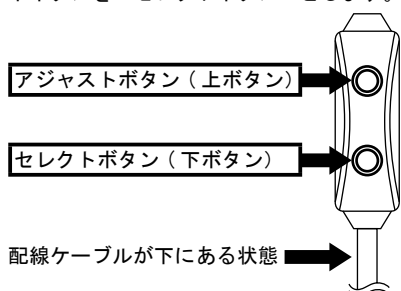 アジャストボタン ( 上ボタン )
セレクトボタン ( 下ボタン )
配線ケーブルが下にある状態